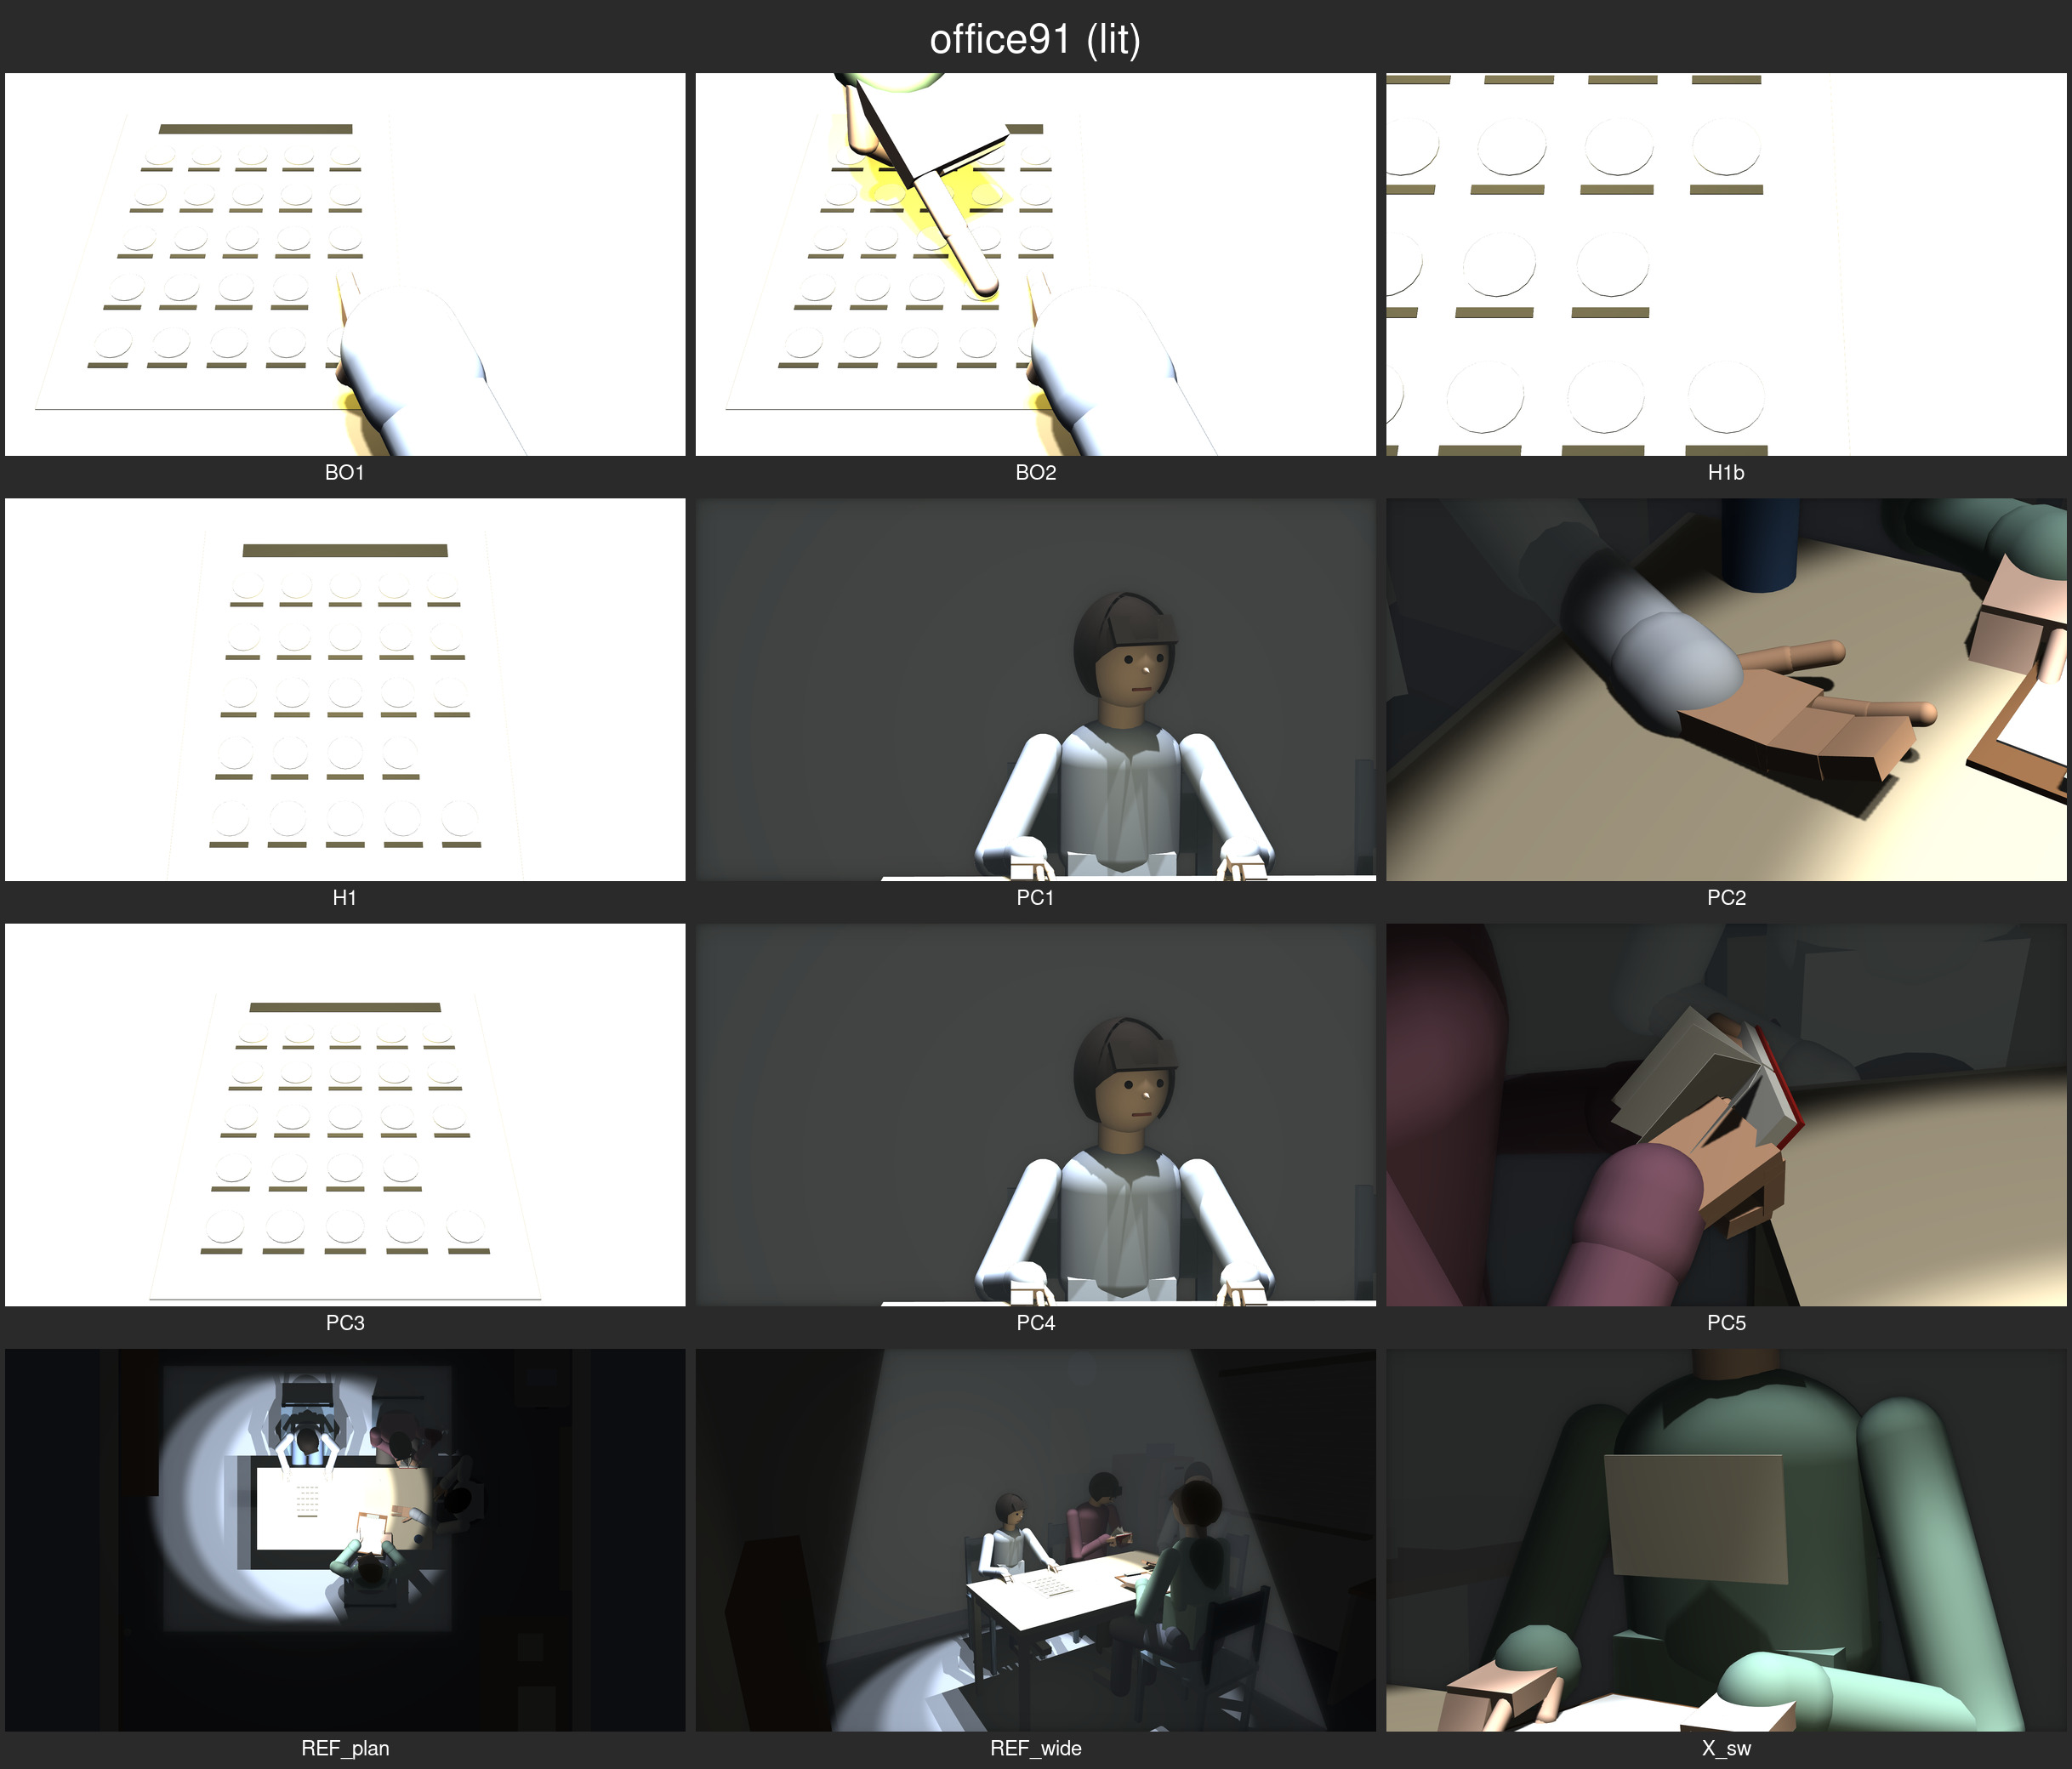 office91 (lit)
BO1
BO2
H1b
H1
PC1
PC2
PC3
PC4
PC5
REF_plan
REF_wide
X_sw